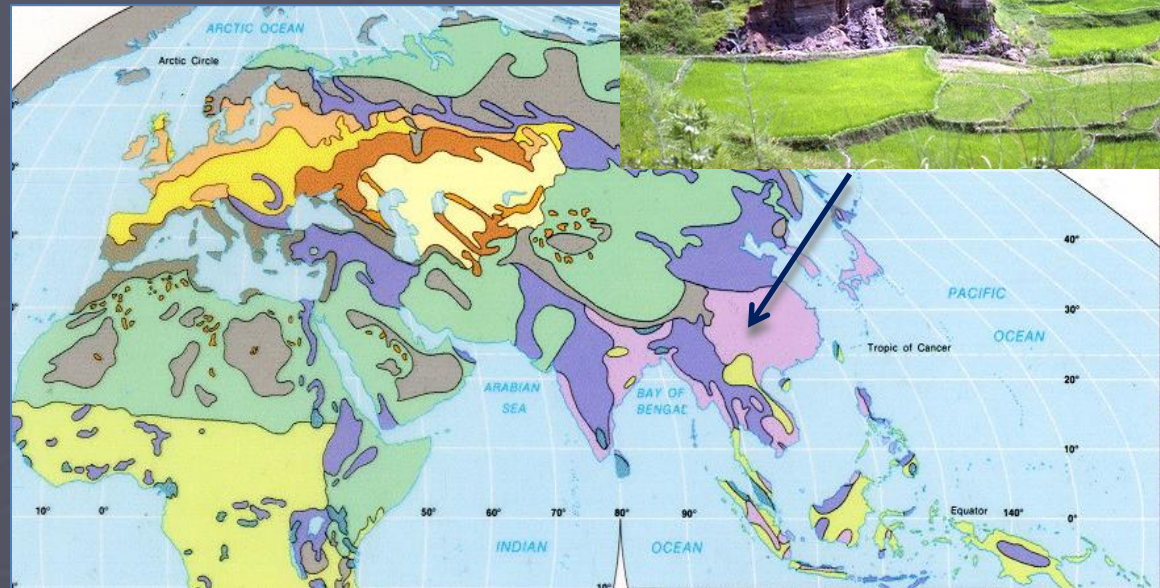 ARCTIC OCEAN
Arctic Circle
40°
30°
PACIFIC
OCEAN
Tropic of Cancer
20°
ARABIAN
SEA
BAY OF
BENGAL
10°
10°
0°
50°
60°
70°
80°
90°
Equator
140°
0°
INDIAN
OCEAN
10°